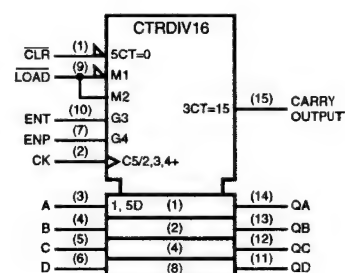 CTRDIV16
CLR (1) 5CT=0
LOAD (9) M1
M2
ENT (10) G3 3CT=15 (15) CARRY OUTPUT
ENP (7) G4
CK (2) C5/2,3,4+
A (3) 1, 5D (1) (14) QA
B (4) (2) (13) QB
C (5) (4) (12) QC
D (6) (8) (11) QD